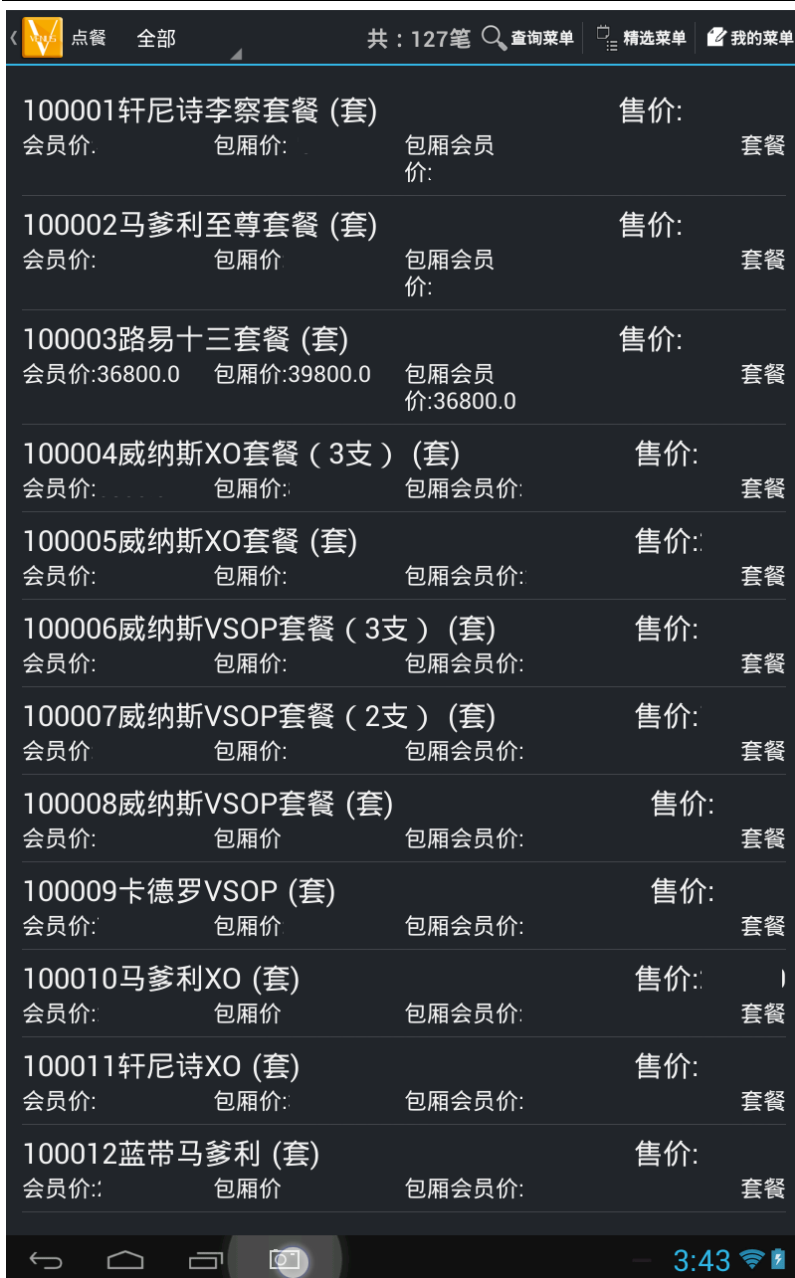 点餐 全部 共：127笔 查询菜单 精选菜单 我的菜单
100001轩尼诗李察套餐 (套) 售价:
会员价. 包厢价: 包厢会员 套餐
价:
100002马爹利至尊套餐 (套) 售价:
会员价: 包厢价 包厢会员 套餐
价:
100003路易十三套餐 (套) 售价:
会员价:36800.0 包厢价:39800.0 包厢会员 套餐
价:36800.0
100004威纳斯XO套餐（3支） (套) 售价:
会员价: 包厢价: 包厢会员价: 套餐
100005威纳斯XO套餐 (套) 售价:
会员价: 包厢价: 包厢会员价: 套餐
100006威纳斯VSOP套餐（3支） (套) 售价:
会员价: 包厢价: 包厢会员价: 套餐
100007威纳斯VSOP套餐（2支） (套) 售价:
会员价 包厢价: 包厢会员价: 套餐
100008威纳斯VSOP套餐 (套) 售价:
会员价: 包厢价 包厢会员价: 套餐
100009卡德罗VSOP (套) 售价:
会员价: 包厢价 包厢会员价: 套餐
100010马爹利XO (套) 售价:
会员价: 包厢价 包厢会员价: 套餐
100011轩尼诗XO (套) 售价:
会员价: 包厢价: 包厢会员价: 套餐
100012蓝带马爹利 (套) 售价:
会员价: 包厢价 包厢会员价: 套餐
3:43